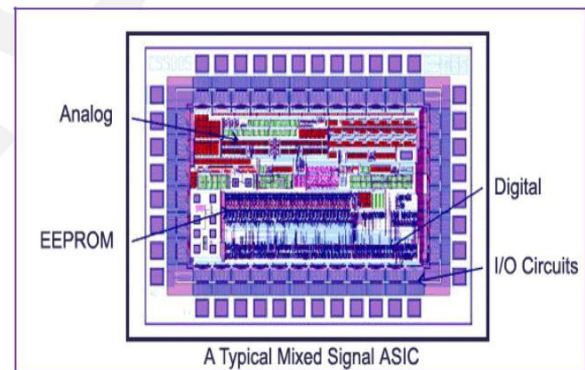 Analog
Digital
EEPROM
I/O Circuits
A Typical Mixed Signal ASIC